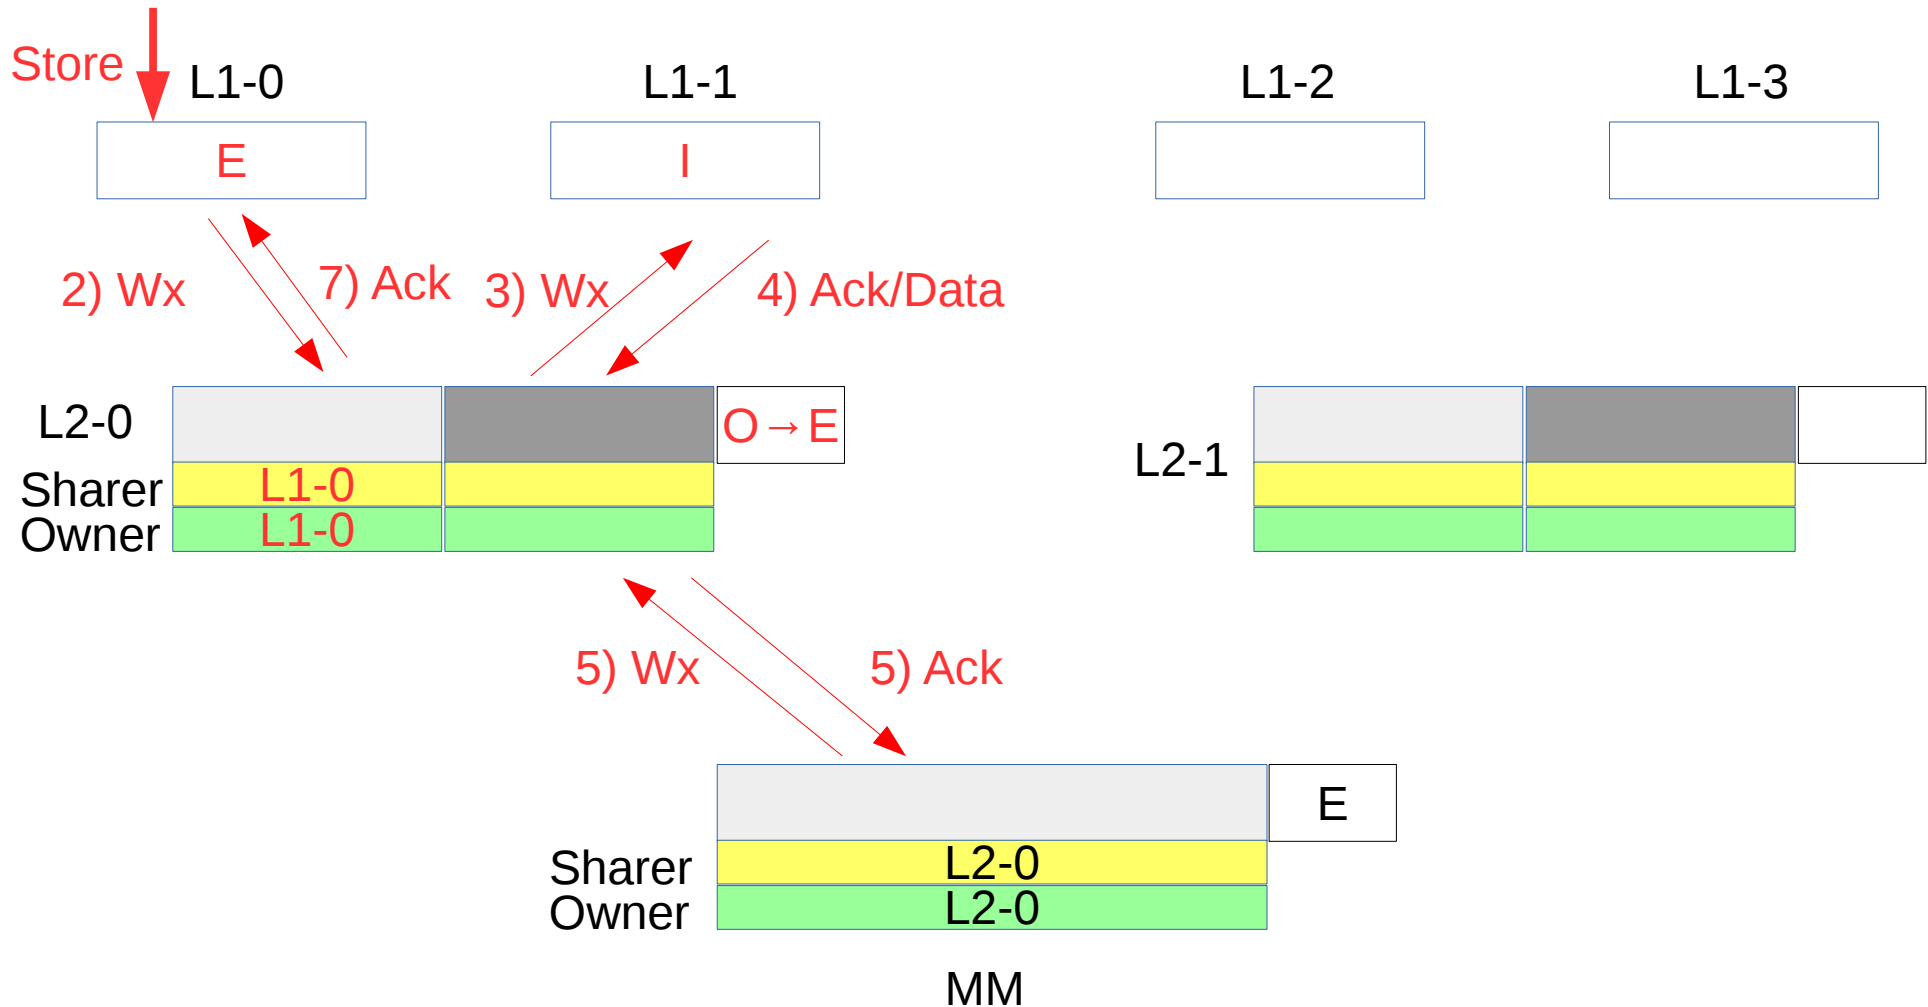 Store
L1-0
L1-1
L1-2
L1-3
E
I
2) Wx
7) Ack
3) Wx
4) Ack/Data
L2-0
O→E
L2-1
Sharer
L1-0
Owner
L1-0
5) Wx
5) Ack
E
Sharer
L2-0
Owner
L2-0
MM